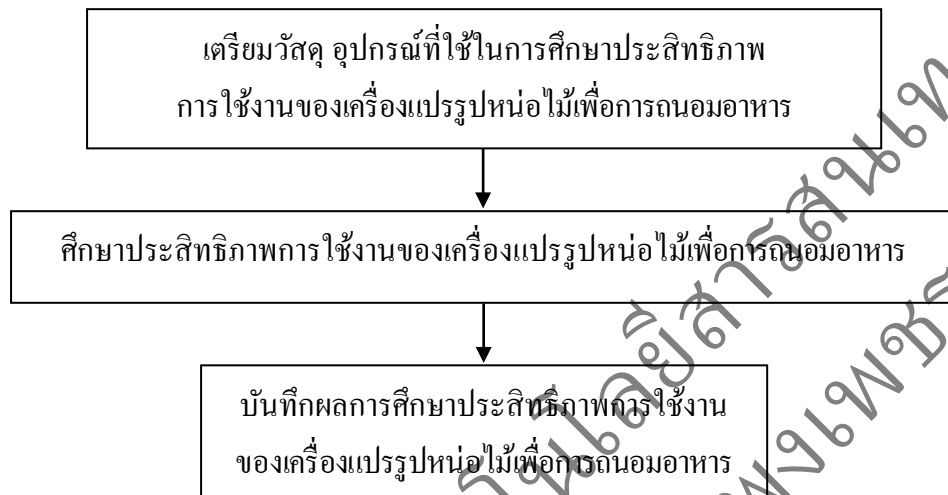 เตรียมวัสดุ อุปกรณ์ที่ใช้ในการศึกษาประสิทธิภาพ
การใช้งานของเครื่องแปรรูปหน่อไม้เพื่อการถนอมอาหาร
ศึกษาประสิทธิภาพการใช้งานของเครื่องแปรรูปหน่อไม้เพื่อการถนอมอาหาร
บันทึกผลการศึกษาประสิทธิภาพการใช้งาน
ของเครื่องแปรรูปหน่อไม้เพื่อการถนอมอาหาร